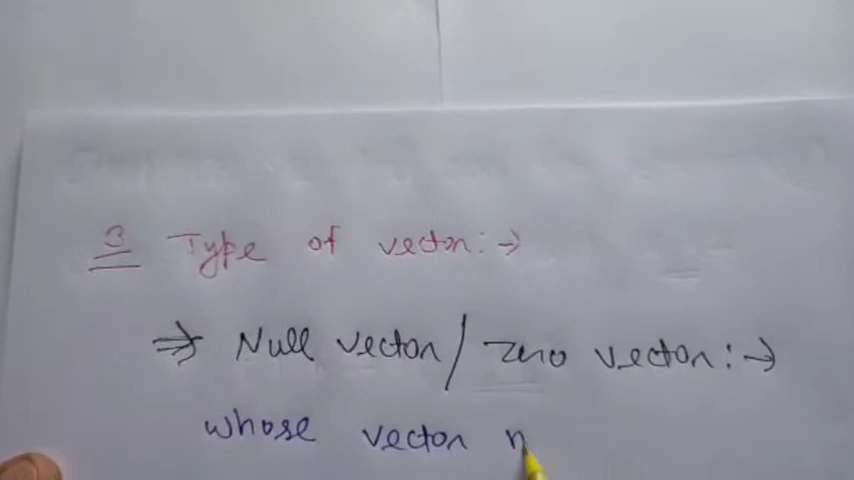 3 Type of vector :→
⇒ Null vector / Zero vector :→
whose vector n